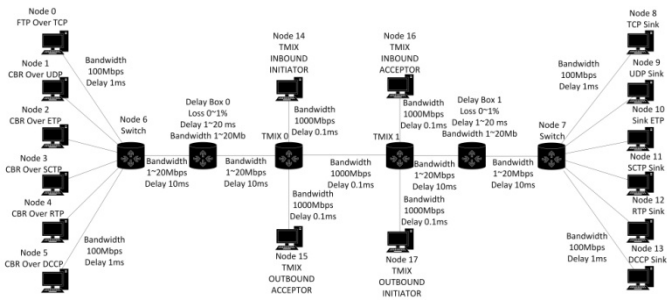 Node 0
FTP Over TCP
Node 1
CBR Over UDP
Node 2
CBR Over ETP
Node 3
CBR Over SCTP
Node 4
CBR Over RTP
Node 5
CBR Over DCCP
Bandwidth
100Mbps
Delay 1ms
Bandwidth
100Mbps
Delay 1ms
Node 6
Switch
Bandwidth
1~20Mbps
Delay 10ms
Delay Box 0
Loss 0~1%
Delay 1~20 ms
Bandwidth 1~20Mb
Bandwidth
1~20Mbps
Delay 10ms
Node 14
TMIX
INBOUND
INITIATOR
Bandwidth
1000Mbps
Delay 0.1ms
TMIX 0
Bandwidth
1000Mbps
Delay 0.1ms
Node 15
TMIX
OUTBOUND
ACCEPTOR
Bandwidth
1000Mbps
Delay 0.1ms
Node 16
TMIX
INBOUND
ACCEPTOR
Bandwidth
1000Mbps
Delay 0.1ms
TMIX 1
Bandwidth
1000Mbps
Delay 0.1ms
Node 17
TMIX
OUTBOUND
INITIATOR
Bandwidth
1~20Mbps
Delay 10ms
Delay Box 1
Loss 0~1%
Delay 1~20 ms
Bandwidth 1~20Mb
Bandwidth
1~20Mbps
Delay 10ms
Node 7
Switch
Bandwidth
100Mbps
Delay 1ms
Bandwidth
100Mbps
Delay 1ms
Node 8
TCP Sink
Node 9
UDP Sink
Node 10
Sink ETP
Node 11
SCTP Sink
Node 12
RTP Sink
Node 13
DCCP Sink